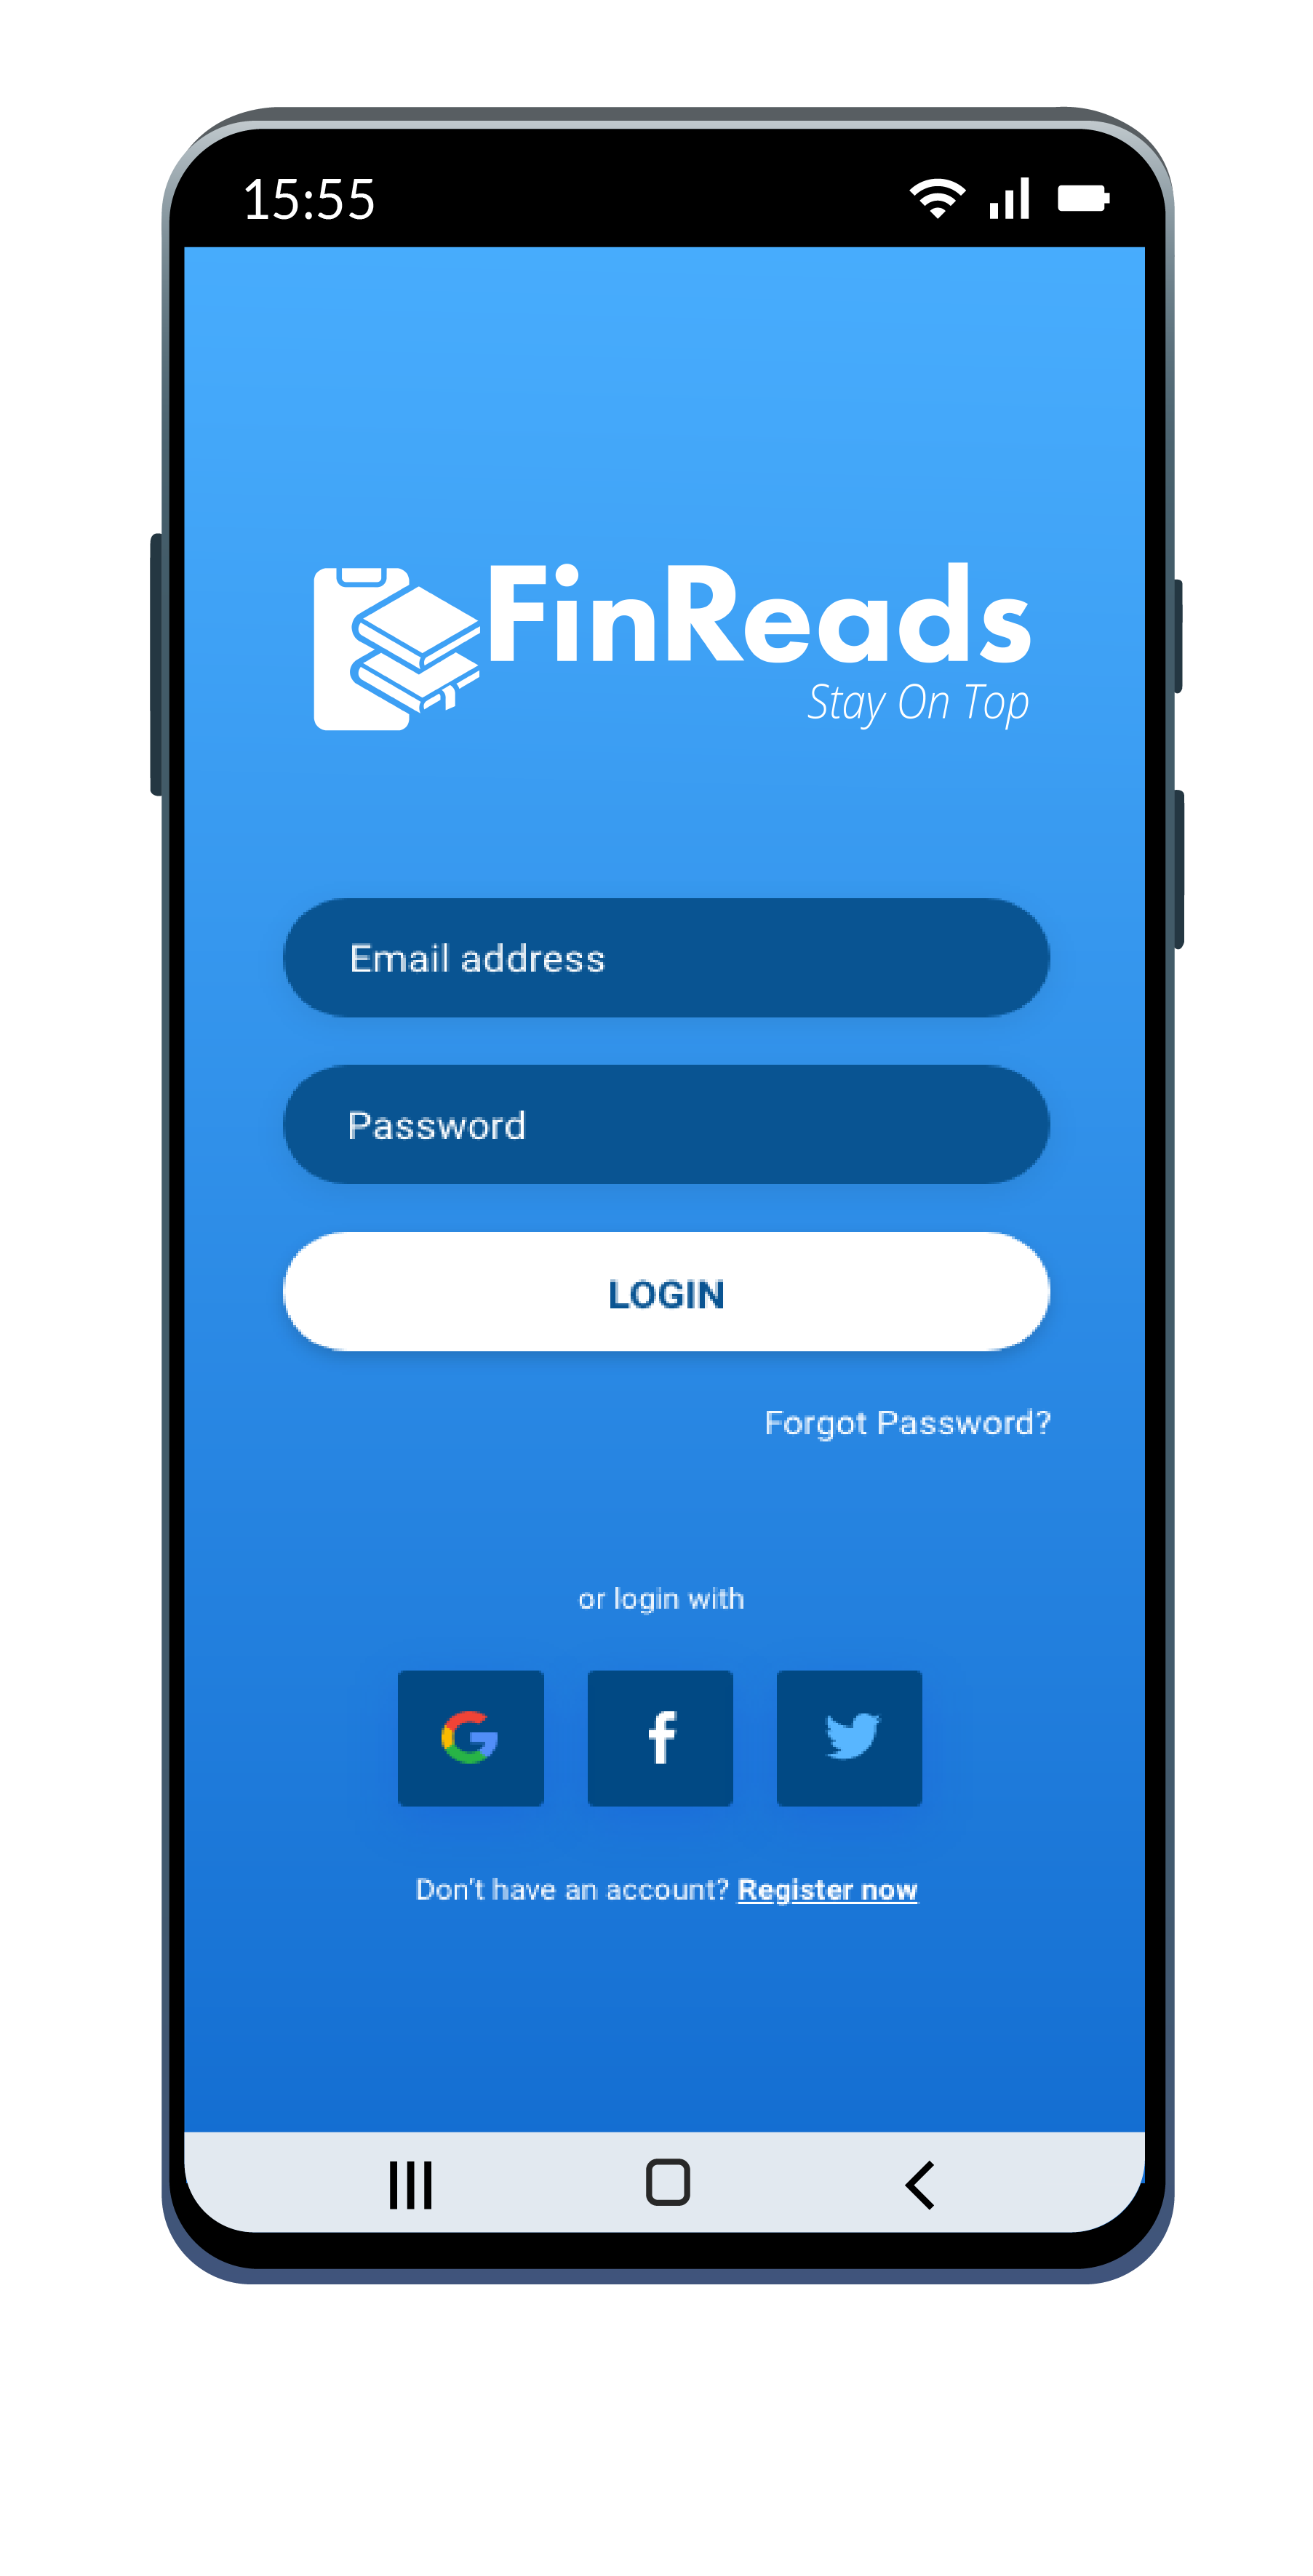 15:55
FinReads
Stay On Top
Email address
Password
LOGIN
Forgot Password?
or login with
Don't have an account? Register now